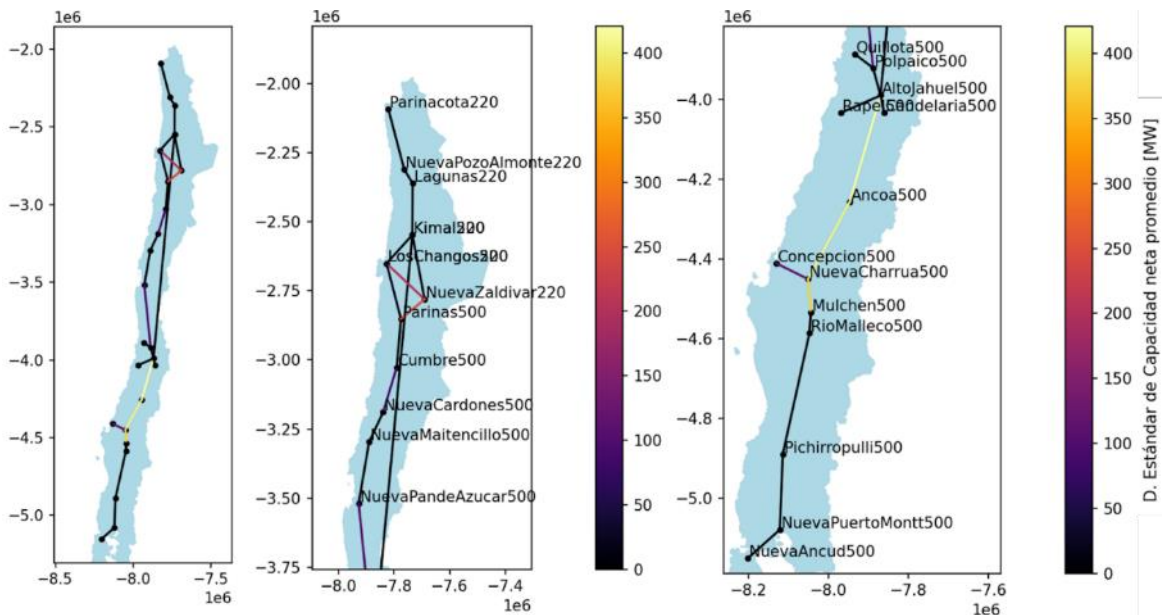 1e6
−2.0
−2.5
−3.0
−3.5
−4.0
−4.5
−5.0
−8.5
−8.0
−7.5
1e6
1e6
−2.00
−2.25
−2.50
−2.75
−3.00
−3.25
−3.50
−3.75
−8.0
−7.8
−7.6
1e6
Parinacota220
NuevaPozoAlmonte220
Lagunas220
NuevaZaldivar220
Parinas500
Cumbre500
NuevaCardones500
NuevaMaitencillo500
NuevaPandeAzucar500
400
350
300
250
200
150
100
50
0
1e6
−4.0
−4.2
−4.4
−4.6
−4.8
−5.0
−8.2
−8.0
−7.8
−7.6
1e6
Quillota500
Polpaico500
AltoJahuel500
Ancoa500
Concepcion500
NuevaCharrua500
Mulchen500
RioMalleco500
Pichirropulli500
NuevaPuertoMontt500
NuevaAncud500
400
350
300
250
200
150
100
50
0
D. Estándar de Capacidad neta promedio [MW]